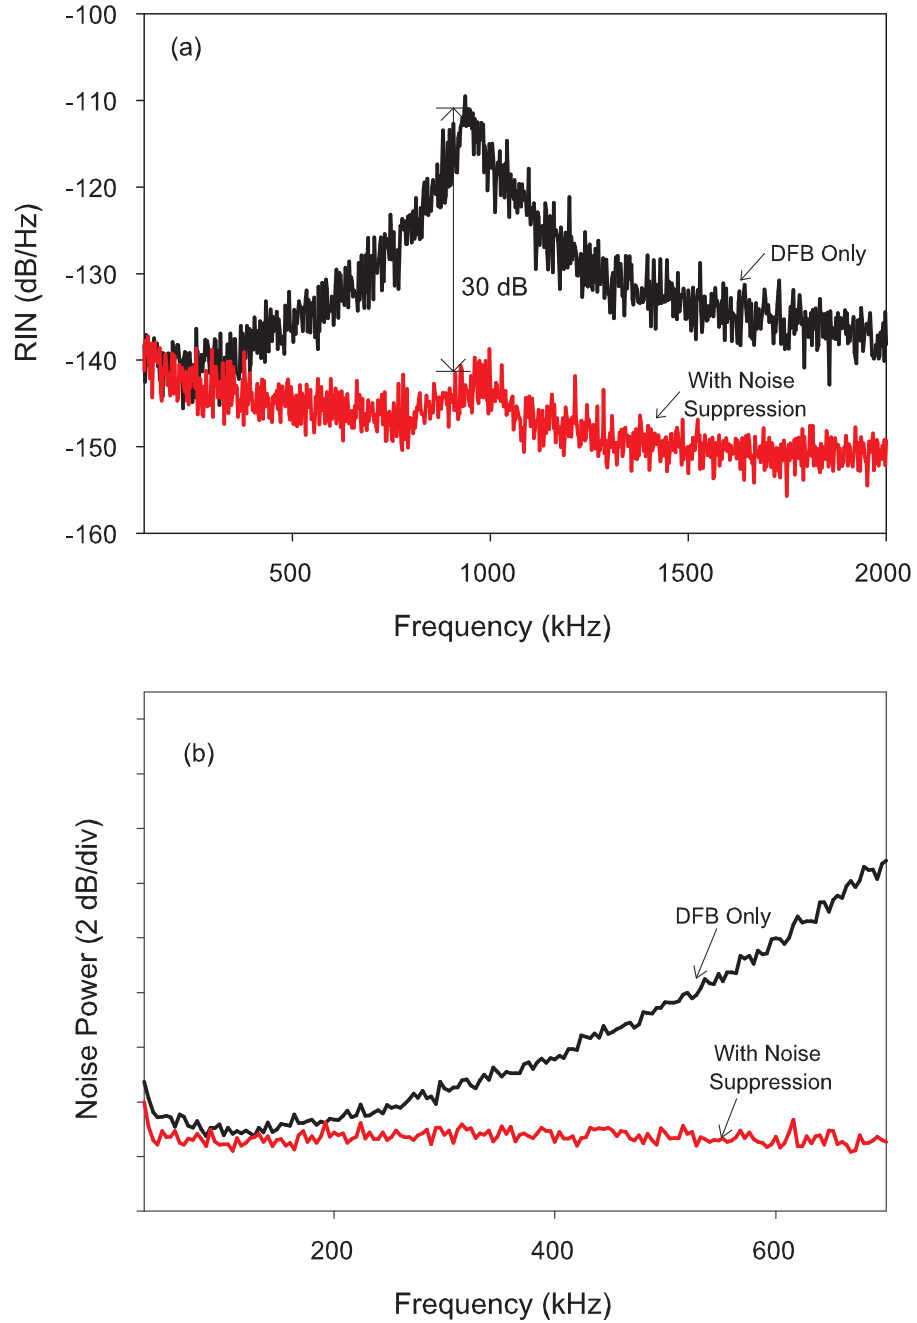 -100
(a)
-110
-120
-130
-140
-150
-160
RIN (dB/Hz)
DFB Only
30 dB
With Noise
Suppression
500
1000
1500
2000
Frequency (kHz)
(b)
Noise Power (2 dB/div)
DFB Only
With Noise
Suppression
200
400
600
Frequency (kHz)